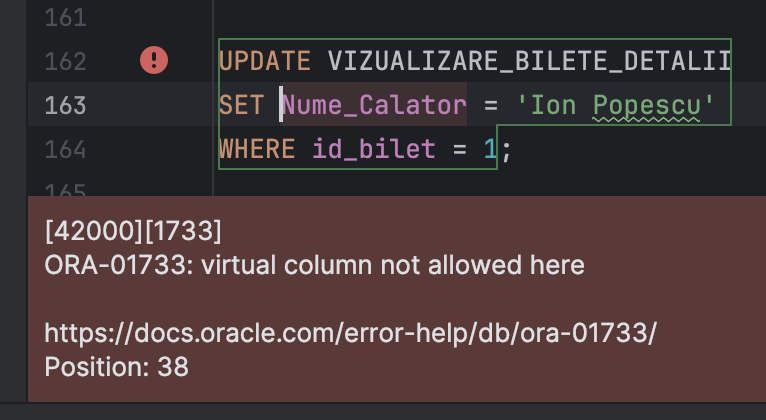 161
162 UPDATE VIZUALIZARE_BILETE_DETALII
163 SET Nume_Calator = 'Ion Popescu'
164 WHERE id_bilet = 1;
165
[42000][1733]
ORA-01733: virtual column not allowed here
https://docs.oracle.com/error-help/db/ora-01733/
Position: 38